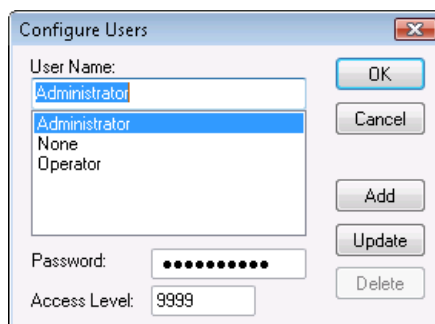 Configure Users
User Name:
Administrator
Administrator
None
Operator
Password:
●●●●●●●●●●
Access Level: 9999
OK
Cancel
Add
Update
Delete